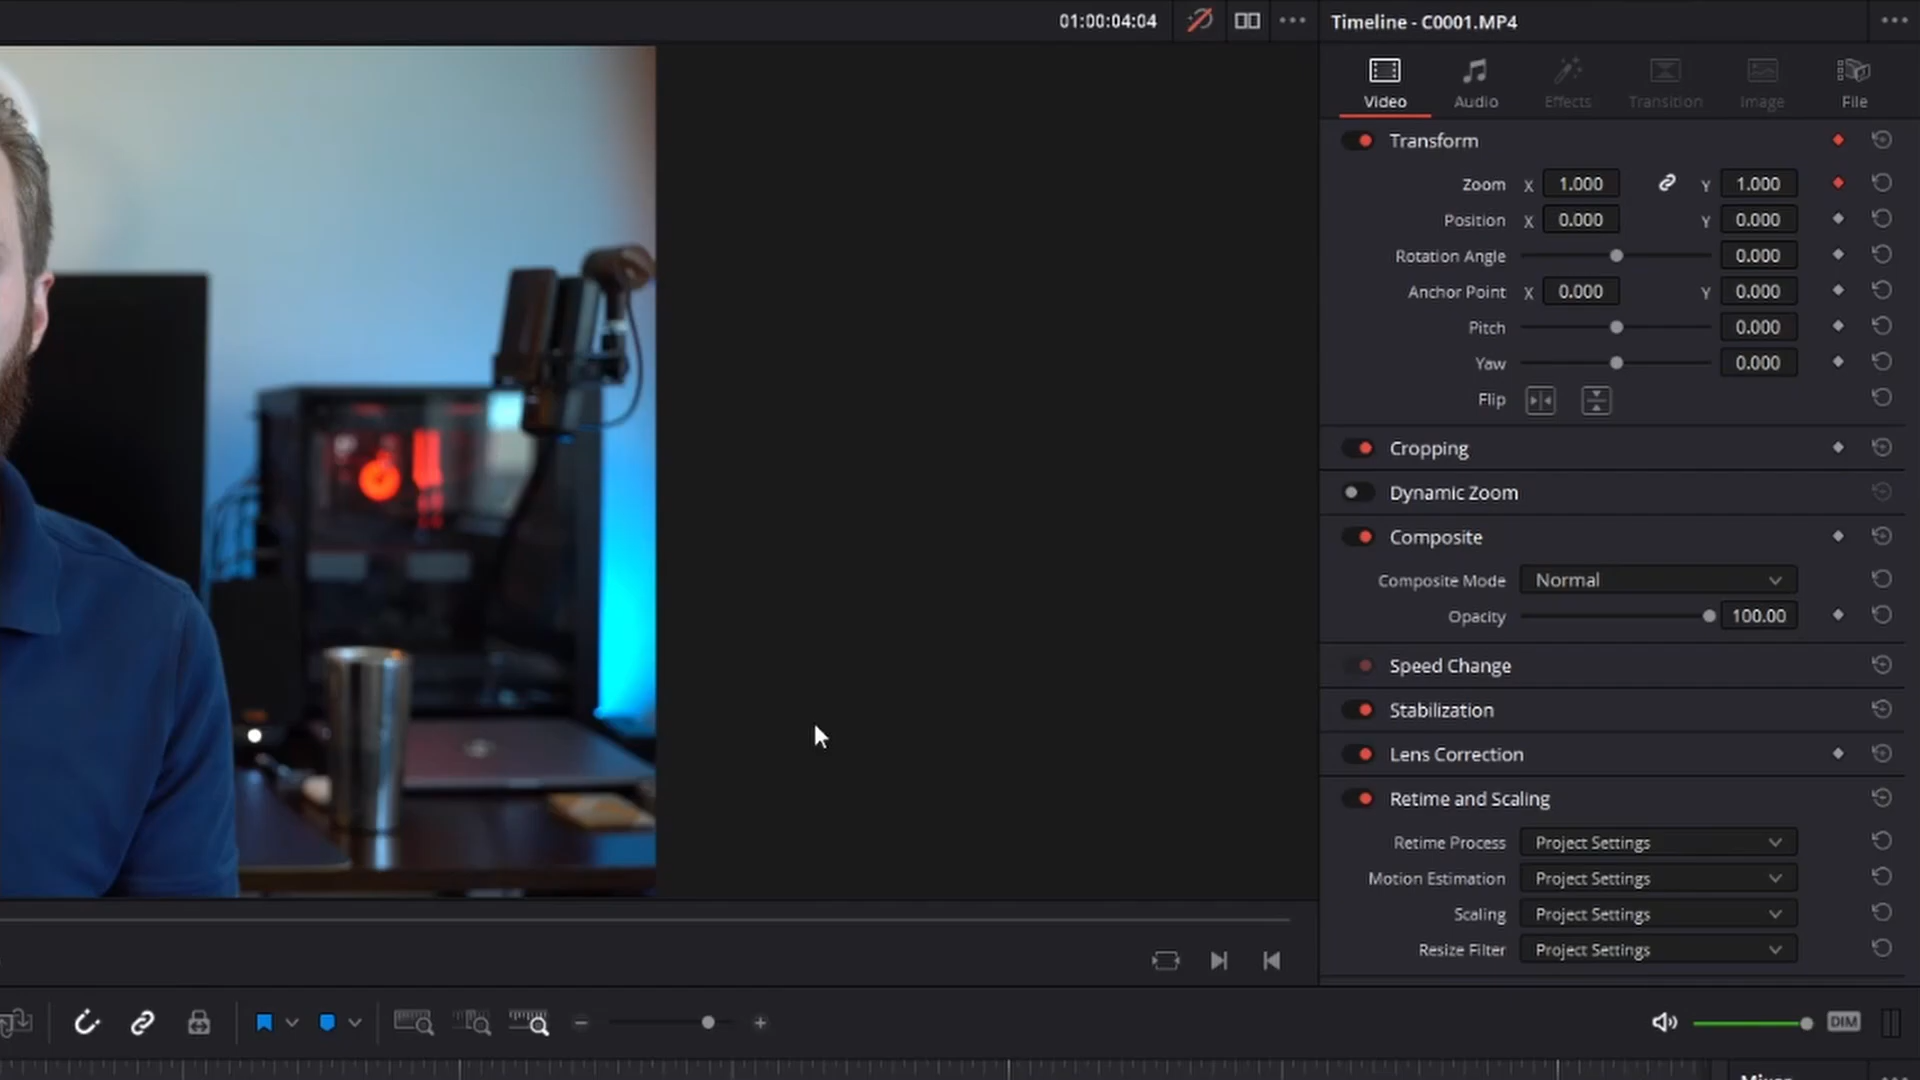 01:00:04:04
Timeline - C0001.MP4
Video Audio Effects Transition Image File
Transform
Zoom X 1.000 Y 1.000
Position X 0.000 Y 0.000
Rotation Angle 0.000
Anchor Point X 0.000 Y 0.000
Pitch 0.000
Yaw 0.000
Flip
Cropping
Dynamic Zoom
Composite
Composite Mode Normal
Opacity 100.00
Speed Change
Stabilization
Lens Correction
Retime and Scaling
Retime Process Project Settings
Motion Estimation Project Settings
Scaling Project Settings
Resize Filter Project Settings
DIM
Mixer